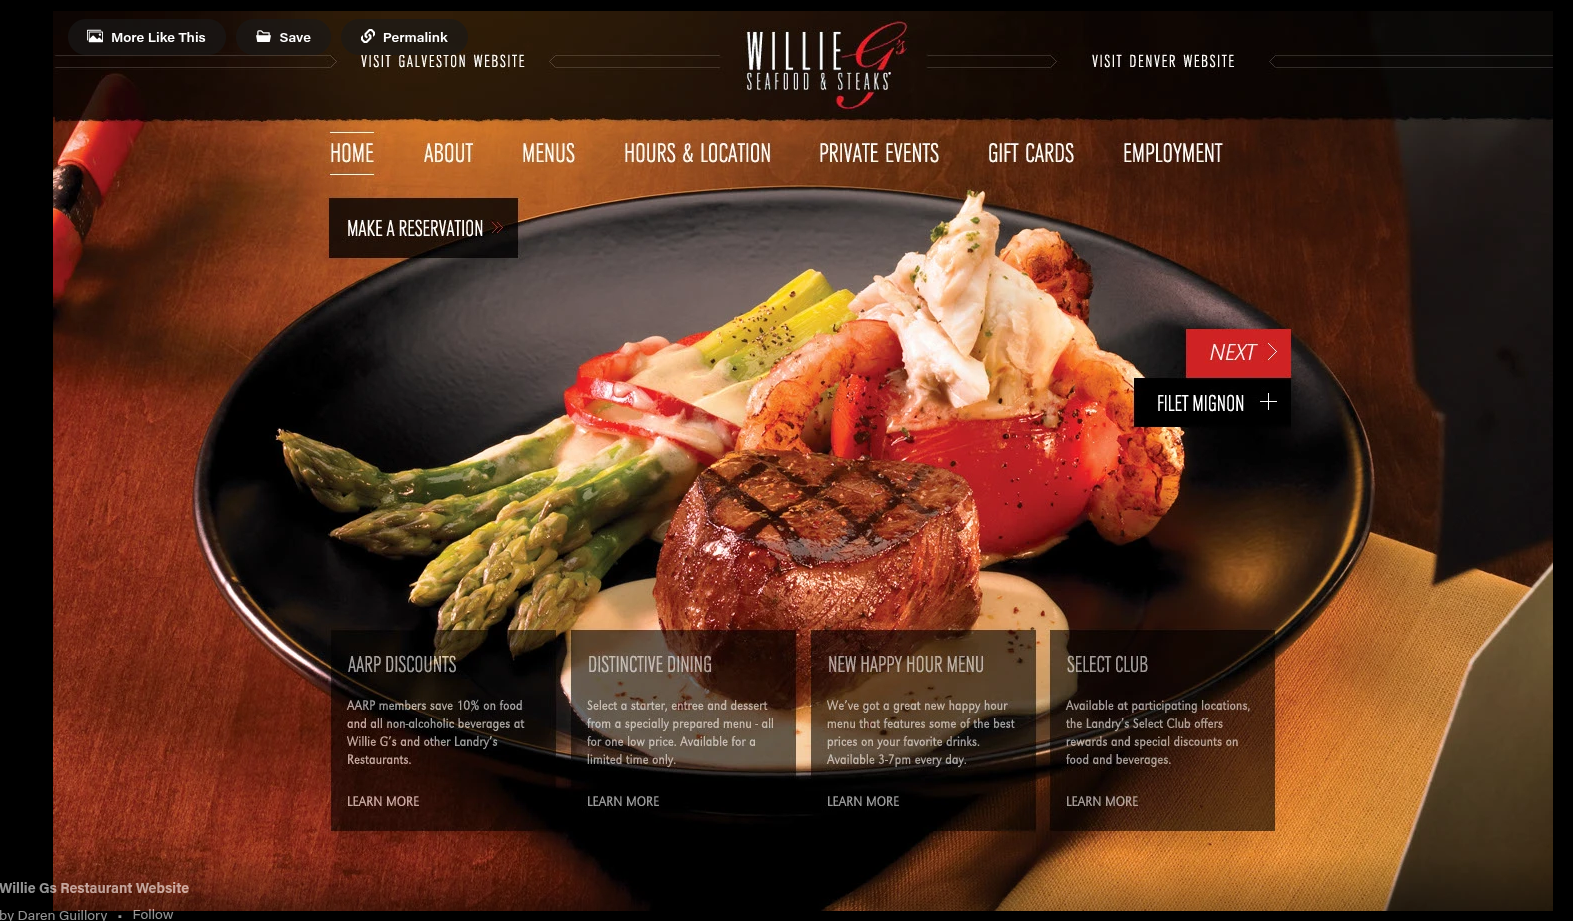 More Like This
Save
Permalink
VISIT GALVESTON WEBSITE
WILLIE G's
SEAFOOD & STEAKS
VISIT DENVER WEBSITE
HOME
ABOUT
MENUS
HOURS & LOCATION
PRIVATE EVENTS
GIFT CARDS
EMPLOYMENT
MAKE A RESERVATION »
NEXT >
FILET MIGNON +
AARP DISCOUNTS
AARP members save 10% on food
and all non-alcoholic beverages at
Willie G's and other Landry's
Restaurants.
LEARN MORE
DISTINCTIVE DINING
Select a starter, entree and dessert
from a specially prepared menu - all
for one low price. Available for a
limited time only.
LEARN MORE
NEW HAPPY HOUR MENU
We've got a great new happy hour
menu that features some of the best
prices on your favorite drinks.
Available 3-7pm every day.
LEARN MORE
SELECT CLUB
Available at participating locations,
the Landry's Select Club offers
rewards and special discounts on
food and beverages.
LEARN MORE
Willie Gs Restaurant Website
by Daren Guillory • Follow